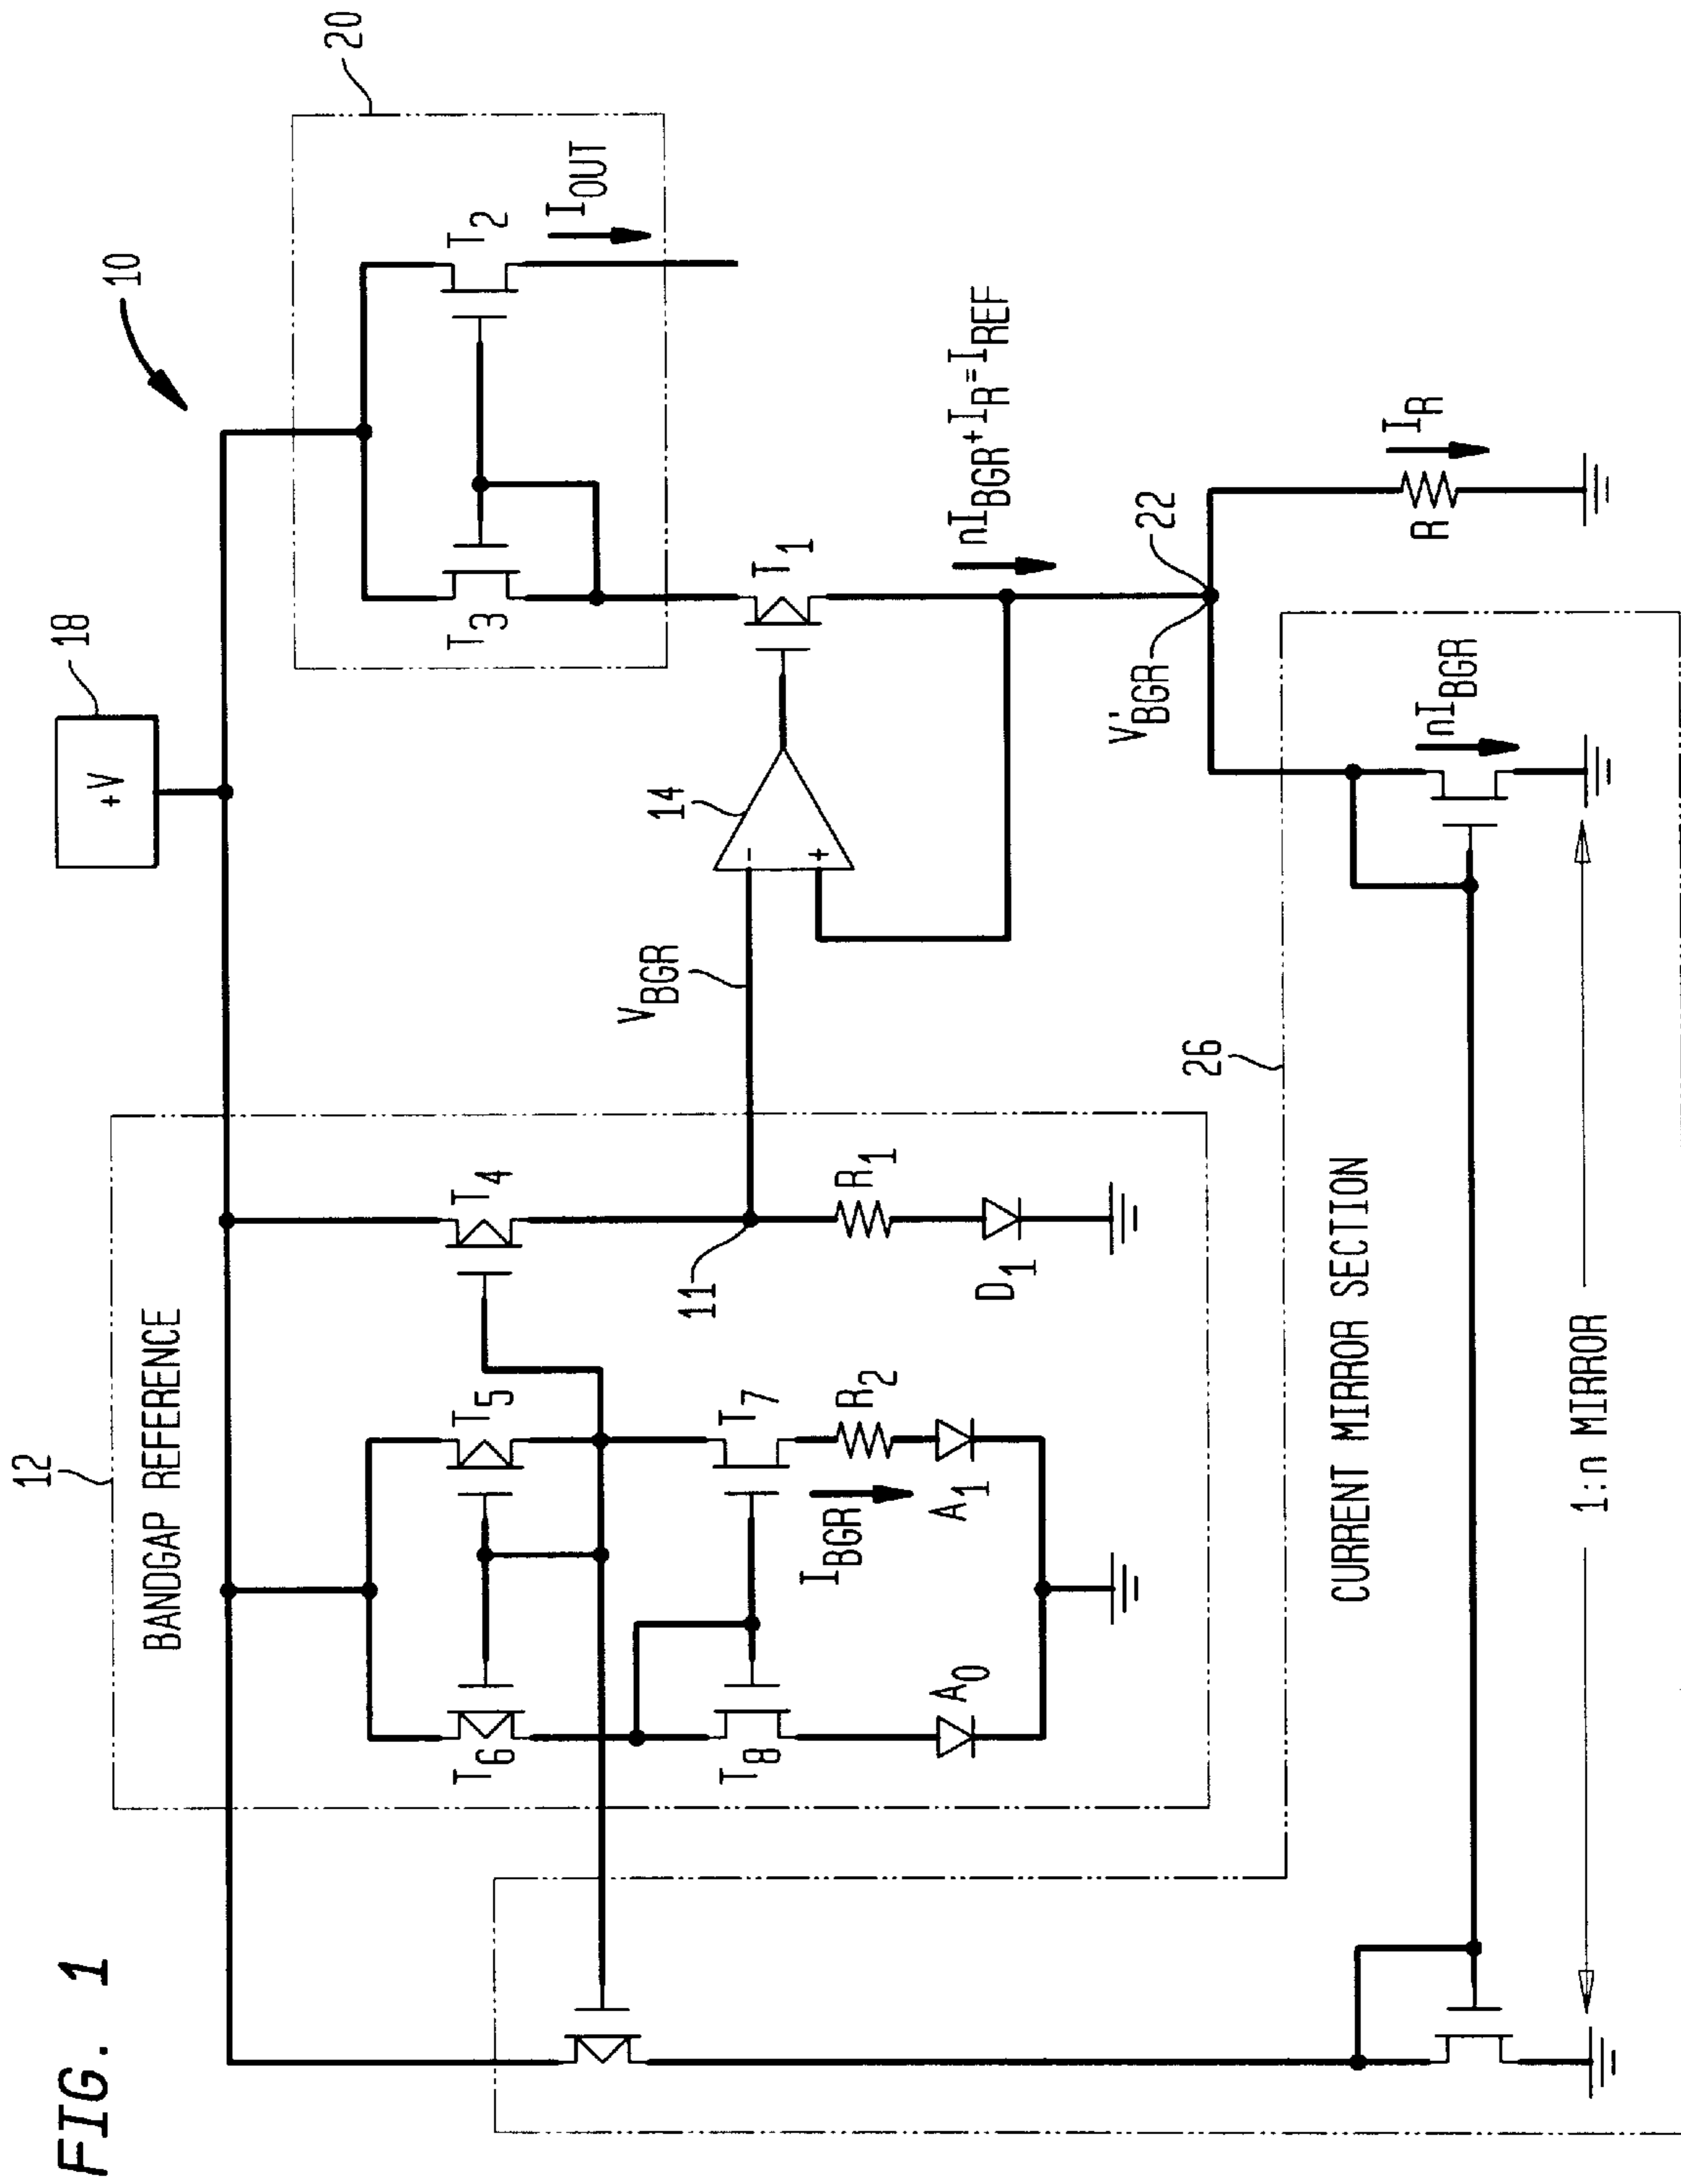 FIG. 1
10
18
+V
20
T3
T2
IOUT
12
BANDGAP REFERENCE
T6
T5
T4
T8
T7
IBGR
R2
A0
A1
11
R1
D1
VBGR
14
-
+
T1
nIBGR+IR=IREF
V'BGR
22
R
IR
26
CURRENT MIRROR SECTION
nIBGR
1:n MIRROR